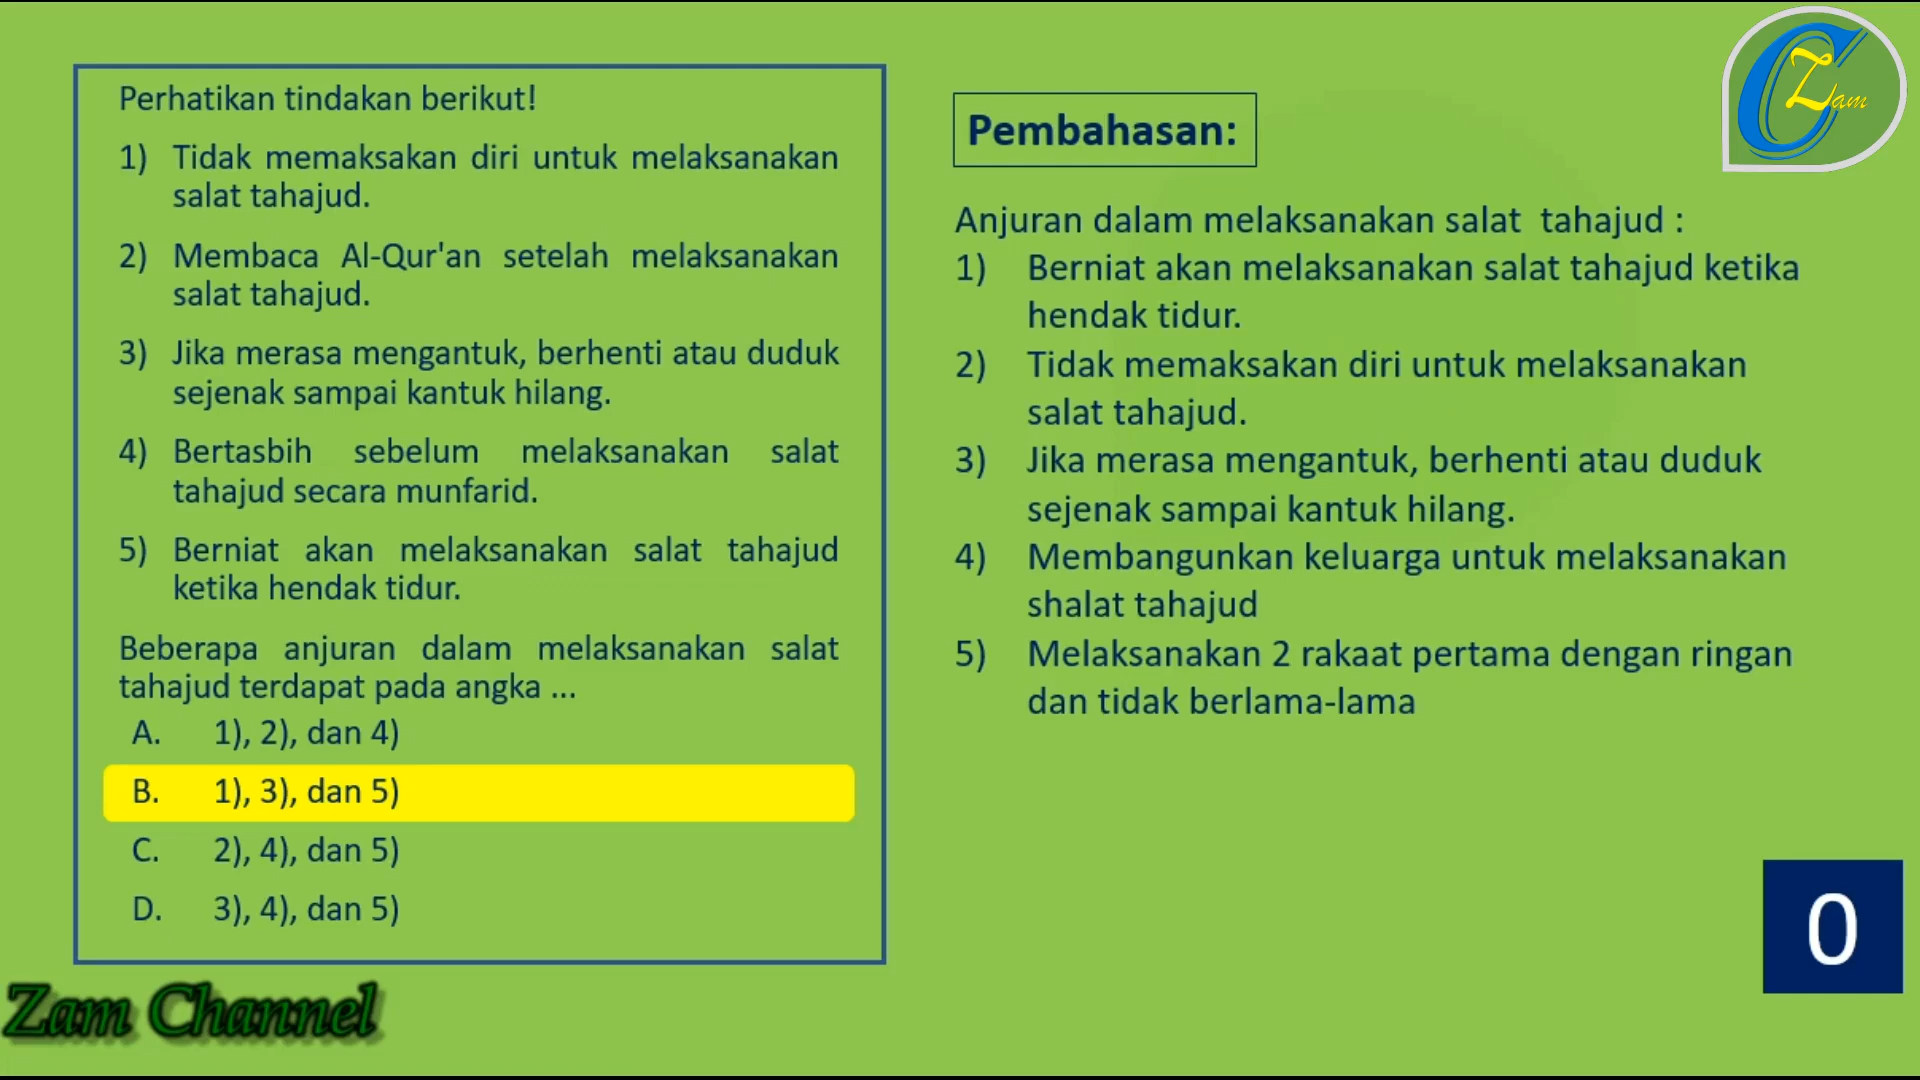 Perhatikan tindakan berikut!
1) Tidak memaksakan diri untuk melaksanakan
salat tahajud.
2) Membaca Al-Qur'an setelah melaksanakan
salat tahajud.
3) Jika merasa mengantuk, berhenti atau duduk
sejenak sampai kantuk hilang.
4) Bertasbih sebelum melaksanakan salat
tahajud secara munfarid.
5) Berniat akan melaksanakan salat tahajud
ketika hendak tidur.
Beberapa anjuran dalam melaksanakan salat
tahajud terdapat pada angka ...
A. 1), 2), dan 4)
B. 1), 3), dan 5)
C. 2), 4), dan 5)
D. 3), 4), dan 5)
Zam Channel
Pembahasan:
Anjuran dalam melaksanakan salat tahajud :
1) Berniat akan melaksanakan salat tahajud ketika
hendak tidur.
2) Tidak memaksakan diri untuk melaksanakan
salat tahajud.
3) Jika merasa mengantuk, berhenti atau duduk
sejenak sampai kantuk hilang.
4) Membangunkan keluarga untuk melaksanakan
shalat tahajud
5) Melaksanakan 2 rakaat pertama dengan ringan
dan tidak berlama-lama
C Zam
0